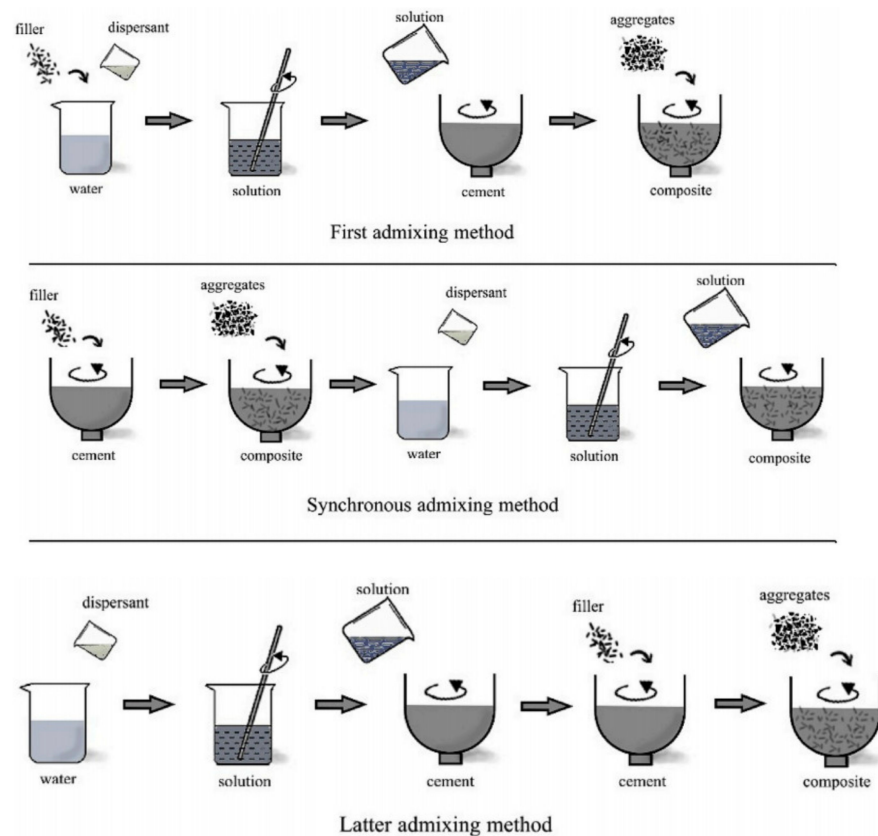 filler
dispersant
solution
aggregates
water
solution
cement
composite
First admixing method
filler
aggregates
dispersant
solution
cement
composite
water
solution
composite
Synchronous admixing method
dispersant
solution
filler
aggregates
water
solution
cement
cement
composite
Latter admixing method